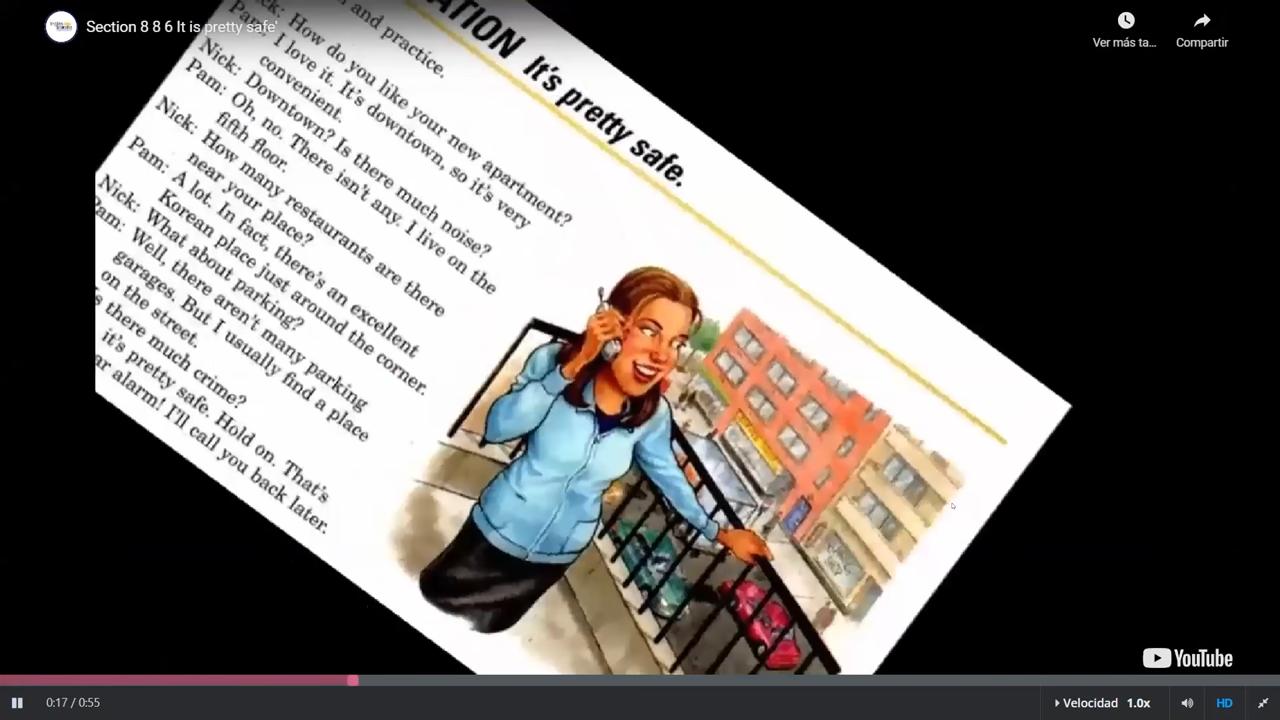 Section 8 8 6 It is pretty safe'
Ver más ta...
Compartir
ATION It's pretty safe.
and practice.
How do you like your new apartment?
I love it. It's downtown, so it's very
convenient.
Nick: Downtown? Is there much noise?
Pam: Oh, no. There isn't any. I live on the
fifth floor.
Nick: How many restaurants are there
near your place?
Pam: A lot. In fact, there's an excellent
Korean place just around the corner.
Nick: What about parking?
Pam: Well, there aren't many parking
garages. But I usually find a place
on the street.
Is there much crime?
it's pretty safe. Hold on. That's
ar alarm! I'll call you back later.
YouTube
0:17 / 0:55
Velocidad 1.0x
HD